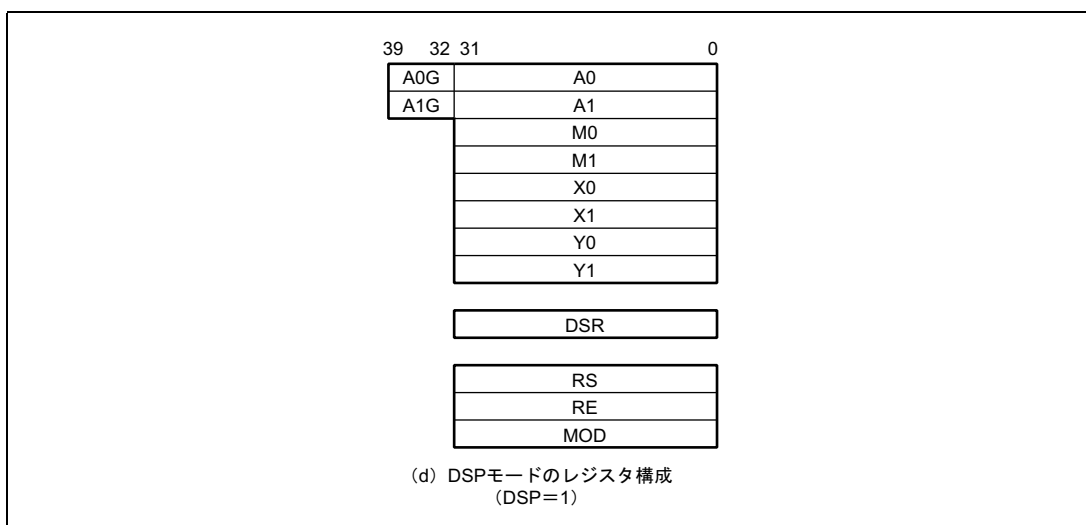 39 32 31 0
A0G A0
A1G A1
M0
M1
X0
X1
Y0
Y1
DSR
RS
RE
MOD
（d）DSPモードのレジスタ構成
（DSP＝1）